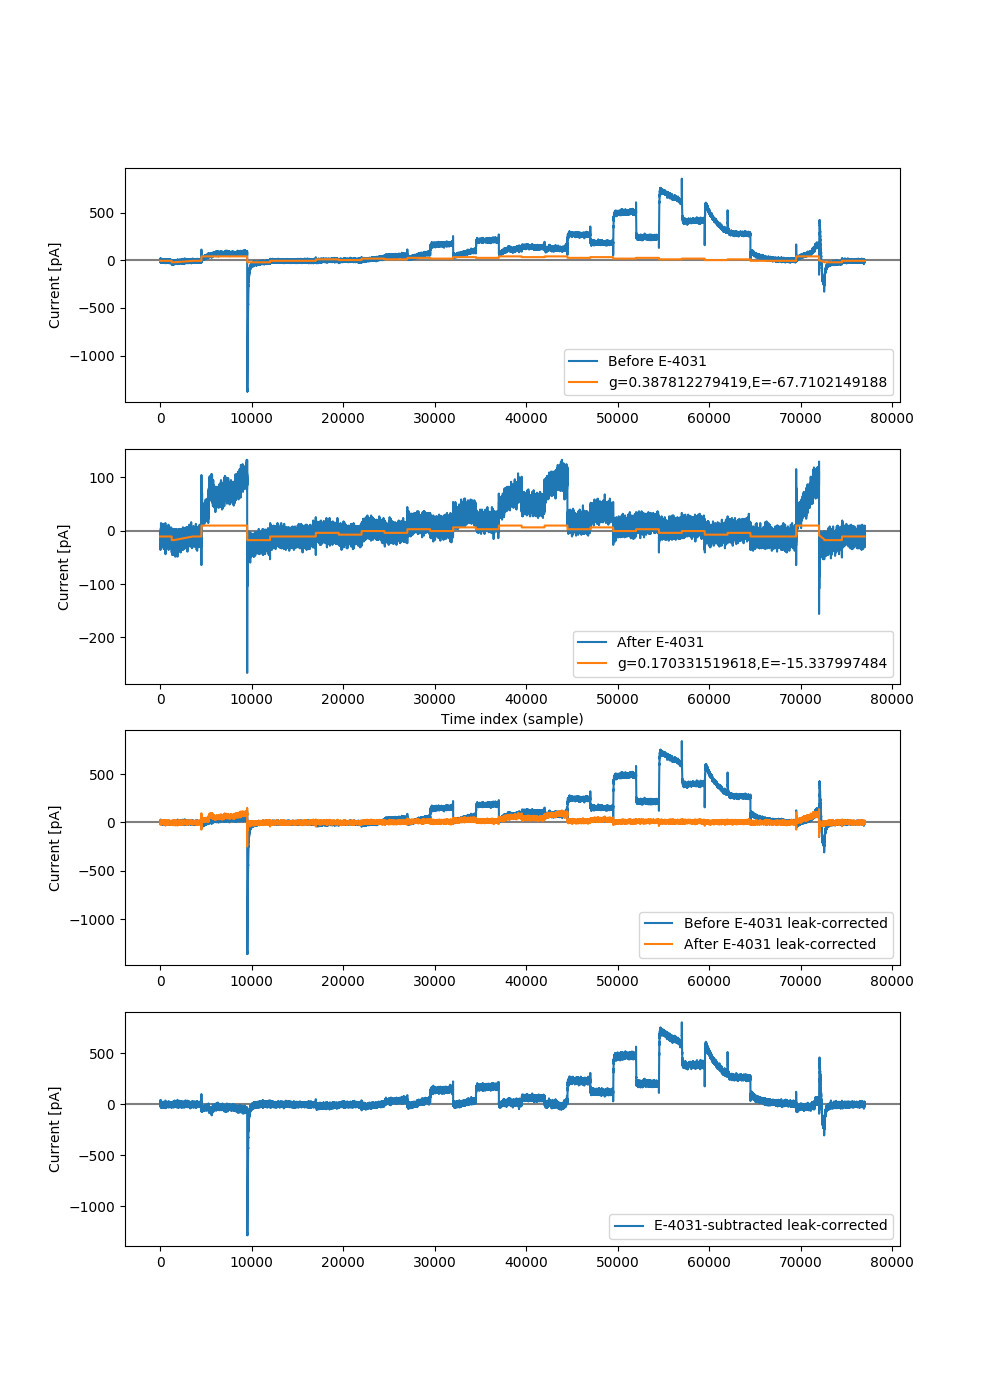 500
0
−500
−1000
Current [pA]
Before E-4031
g=0.387812279419,E=-67.7102149188
0 10000 20000 30000 40000 50000 60000 70000 80000
100
0
−100
−200
Current [pA]
After E-4031
g=0.170331519618,E=-15.337997484
0 10000 20000 30000 40000 50000 60000 70000 80000
Time index (sample)
500
0
−500
−1000
Current [pA]
Before E-4031 leak-corrected
After E-4031 leak-corrected
0 10000 20000 30000 40000 50000 60000 70000 80000
500
0
−500
−1000
Current [pA]
E-4031-subtracted leak-corrected
0 10000 20000 30000 40000 50000 60000 70000 80000